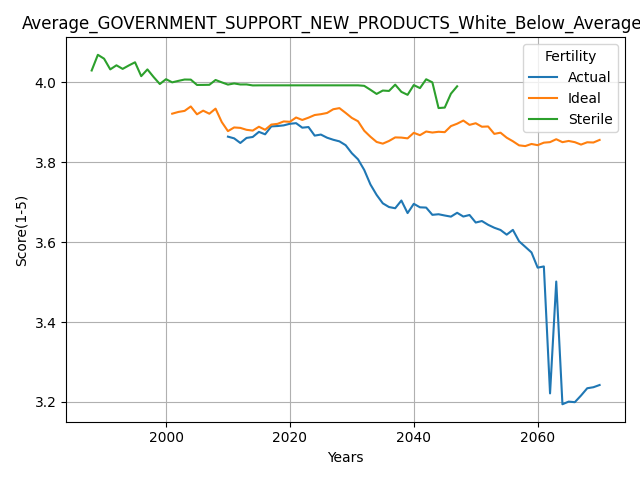 Average_GOVERNMENT_SUPPORT_NEW_PRODUCTS_White_Below_Average
Fertility
Actual
Ideal
Sterile
4.0
3.8
3.6
3.4
3.2
Score(1-5)
2000
2020
2040
2060
Years